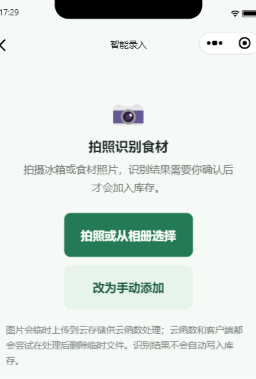 17:29
智能录入
拍照识别食材
拍摄冰箱或食材照片，识别结果需要你确认后
才会加入库存。
拍照或从相册选择
改为手动添加
图片会临时上传到云存储供云函数处理；云函数和客户端都
会尝试在处理后删除临时文件。识别结果不会自动写入库
存。